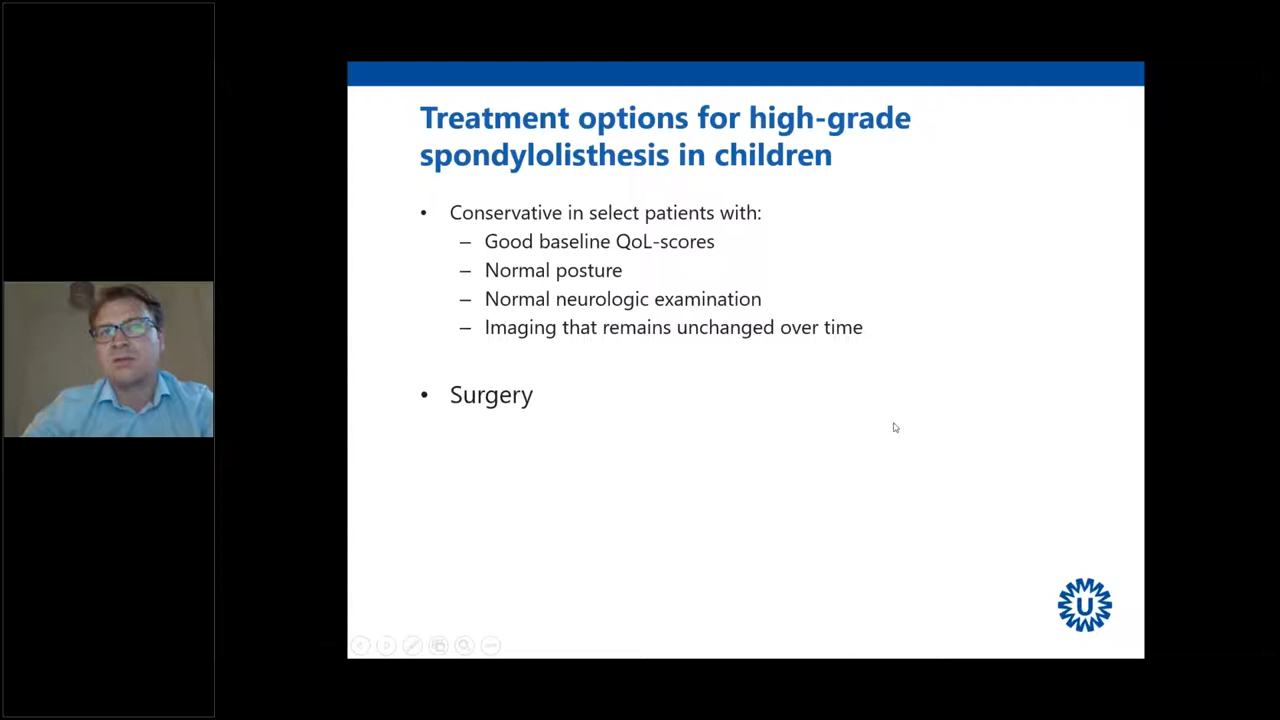 Treatment options for high-grade
spondylolisthesis in children
• Conservative in select patients with:
– Good baseline QoL-scores
– Normal posture
– Normal neurologic examination
– Imaging that remains unchanged over time
• Surgery
U